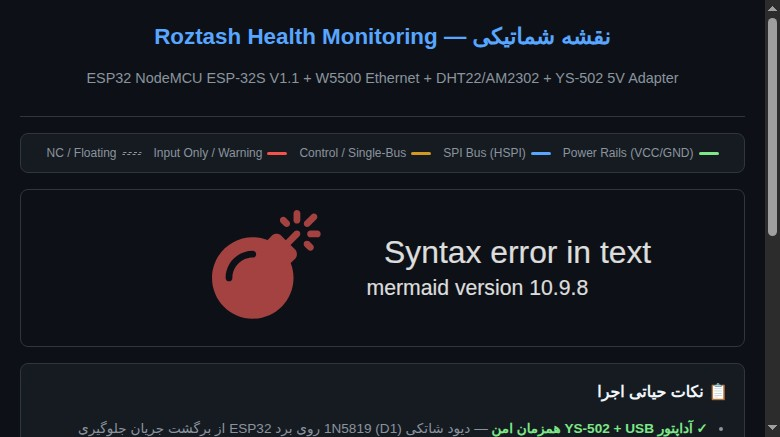 Roztash Health Monitoring — نقشه شماتیکی
ESP32 NodeMCU ESP-32S V1.1 + W5500 Ethernet + DHT22/AM2302 + YS-502 5V Adapter
NC / Floating Input Only / Warning Control / Single-Bus SPI Bus (HSPI) Power Rails (VCC/GND)
Syntax error in text
mermaid version 10.9.8
📋 نکات حیاتی اجرا
• ✓ آداپتور YS-502 + USB همزمان امن — دیود شاتکی 1N5819 (D1) روی برد ESP32 از برگشت جریان جلوگیری